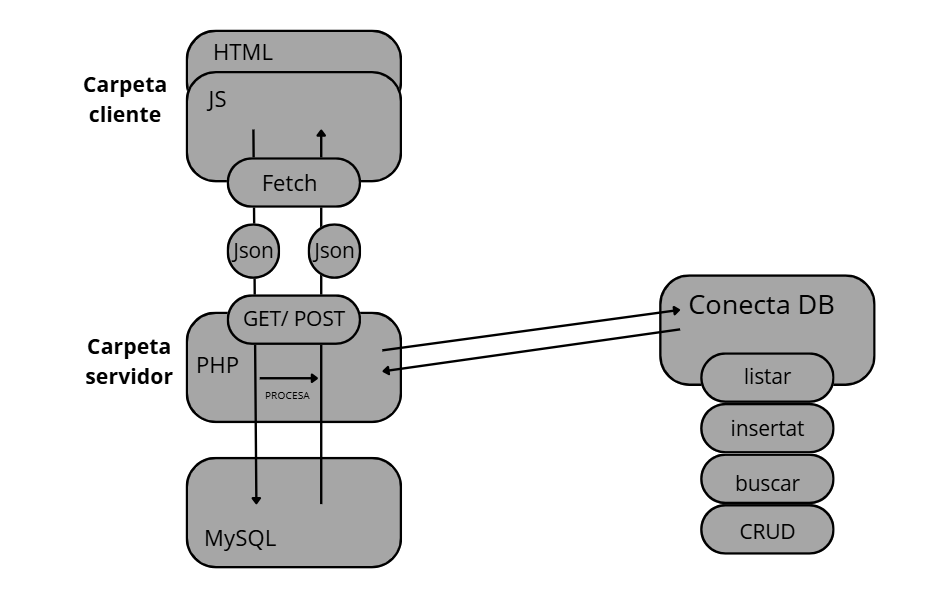 HTML
Carpeta
cliente
JS
Fetch
Json
Json
GET/ POST
Carpeta
servidor
PHP
PROCESA
MySQL
Conecta DB
listar
insertat
buscar
CRUD